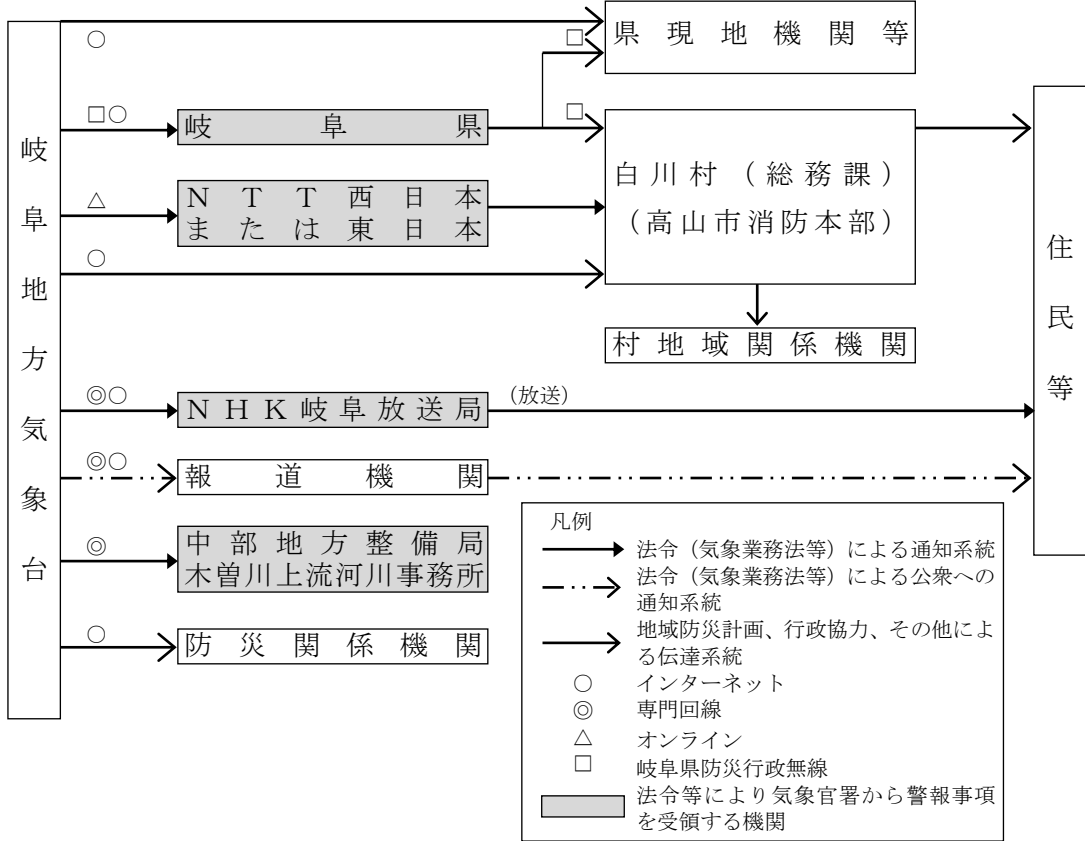 岐阜地方気象台
○
県現地機関等
□
□○
岐阜県
□
△
NTT西日本
または東日本
白川村（総務課）
（高山市消防本部）
○
村地域関係機関
◎○
NHK岐阜放送局
(放送)
◎○
報道機関
◎
中部地方整備局
木曽川上流河川事務所
○
防災関係機関
住民等
凡例
法令（気象業務法等）による通知系統
法令（気象業務法等）による公衆への
通知系統
地域防災計画、行政協力、その他によ
る伝達系統
○ インターネット
◎ 専門回線
△ オンライン
□ 岐阜県防災行政無線
法令等により気象官署から警報事項
を受領する機関